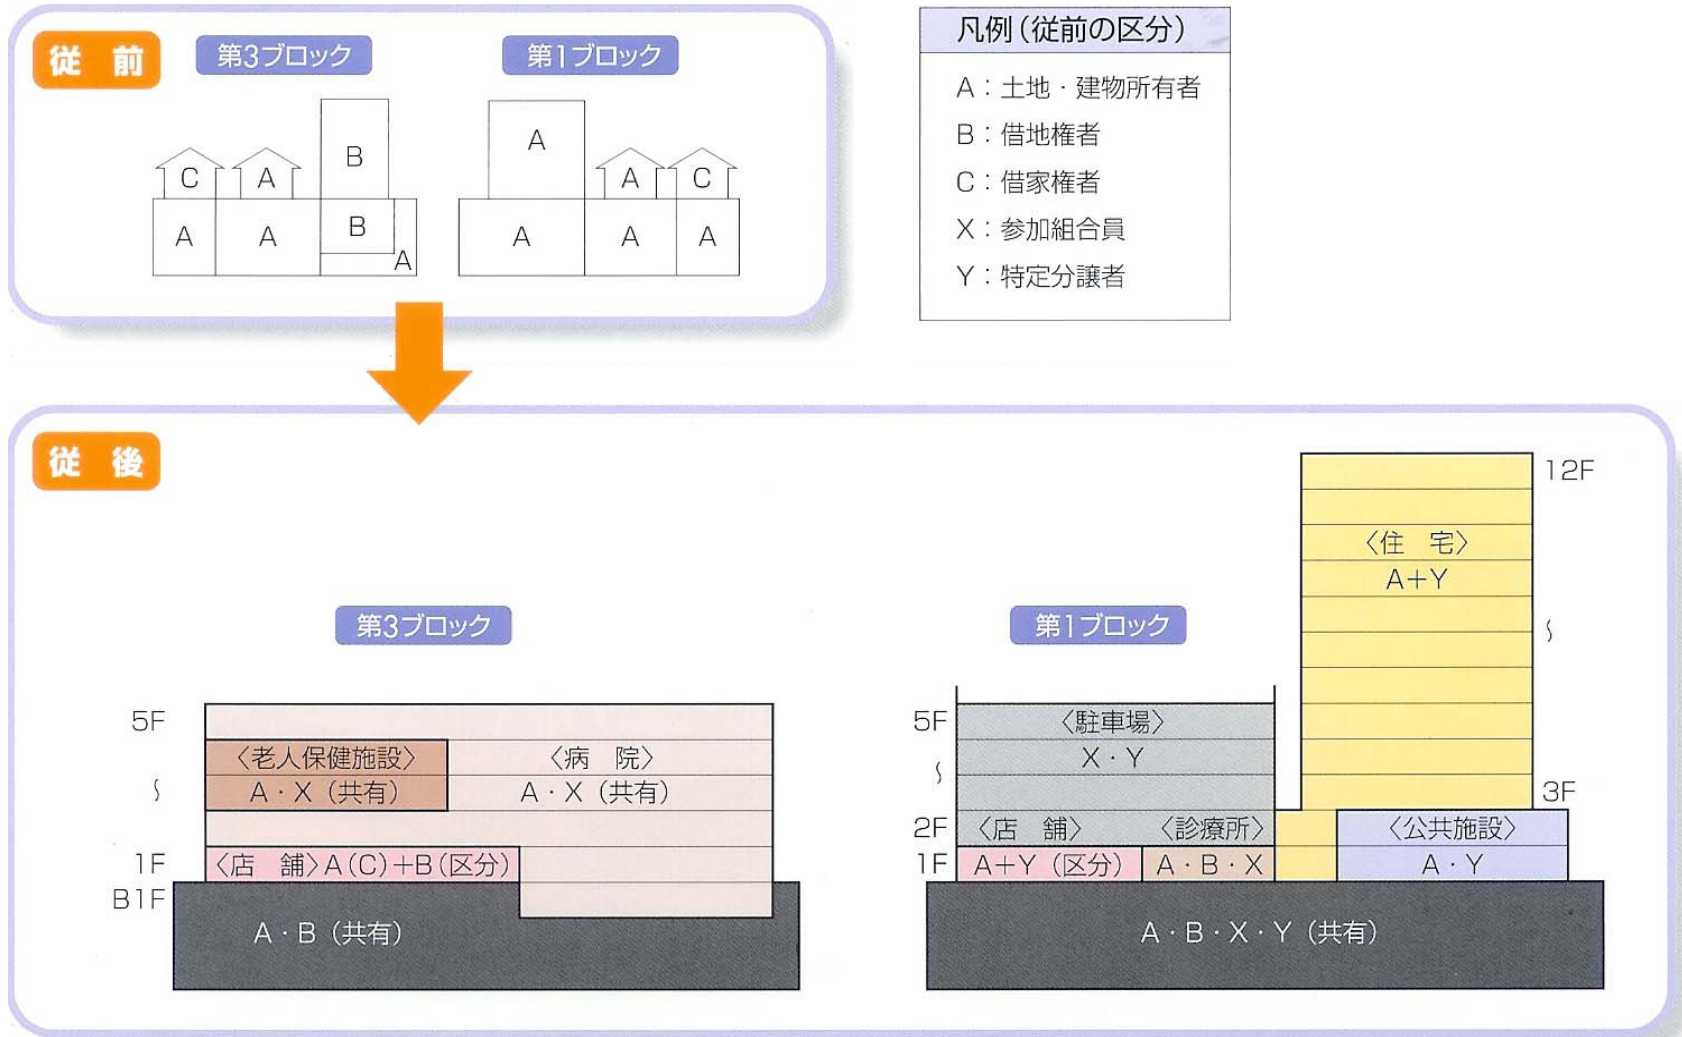 従 前
第3ブロック
第1ブロック
C
A
B
A
A
B
A
A
A
C
A
A
A
凡例(従前の区分)
A：土地・建物所有者
B：借地権者
C：借家権者
X：参加組合員
Y：特定分譲者
従 後
第3ブロック
5F
〜
1F
B1F
〈老人保健施設〉
A・X（共有）
〈病 院〉
A・X（共有）
〈店 舗〉A(C)+B(区分)
A・B（共有）
第1ブロック
5F
〜
2F
1F
〈駐車場〉
X・Y
〈店 舗〉
〈診療所〉
A+Y（区分）
A・B・X
〈住 宅〉
A+Y
12F
〜
3F
〈公共施設〉
A・Y
A・B・X・Y（共有）